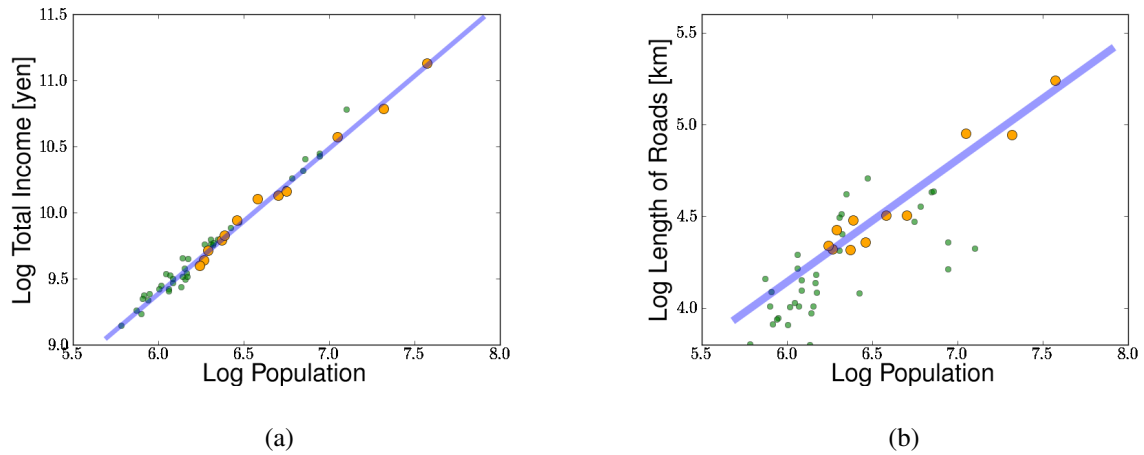 Log Total Income [yen]
11.5
11.0
10.5
10.0
9.5
9.0
5.5 6.0 6.5 7.0 7.5 8.0
Log Population
(a)
Log Length of Roads [km]
5.5
5.0
4.5
4.0
5.5 6.0 6.5 7.0 7.5 8.0
Log Population
(b)